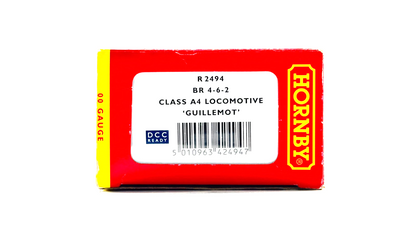 00 GAUGE
R 2494
BR 4-6-2
CLASS A4 LOCOMOTIVE
'GUILLEMOT'
DCC
READY
5 010963 424947
HORNBY